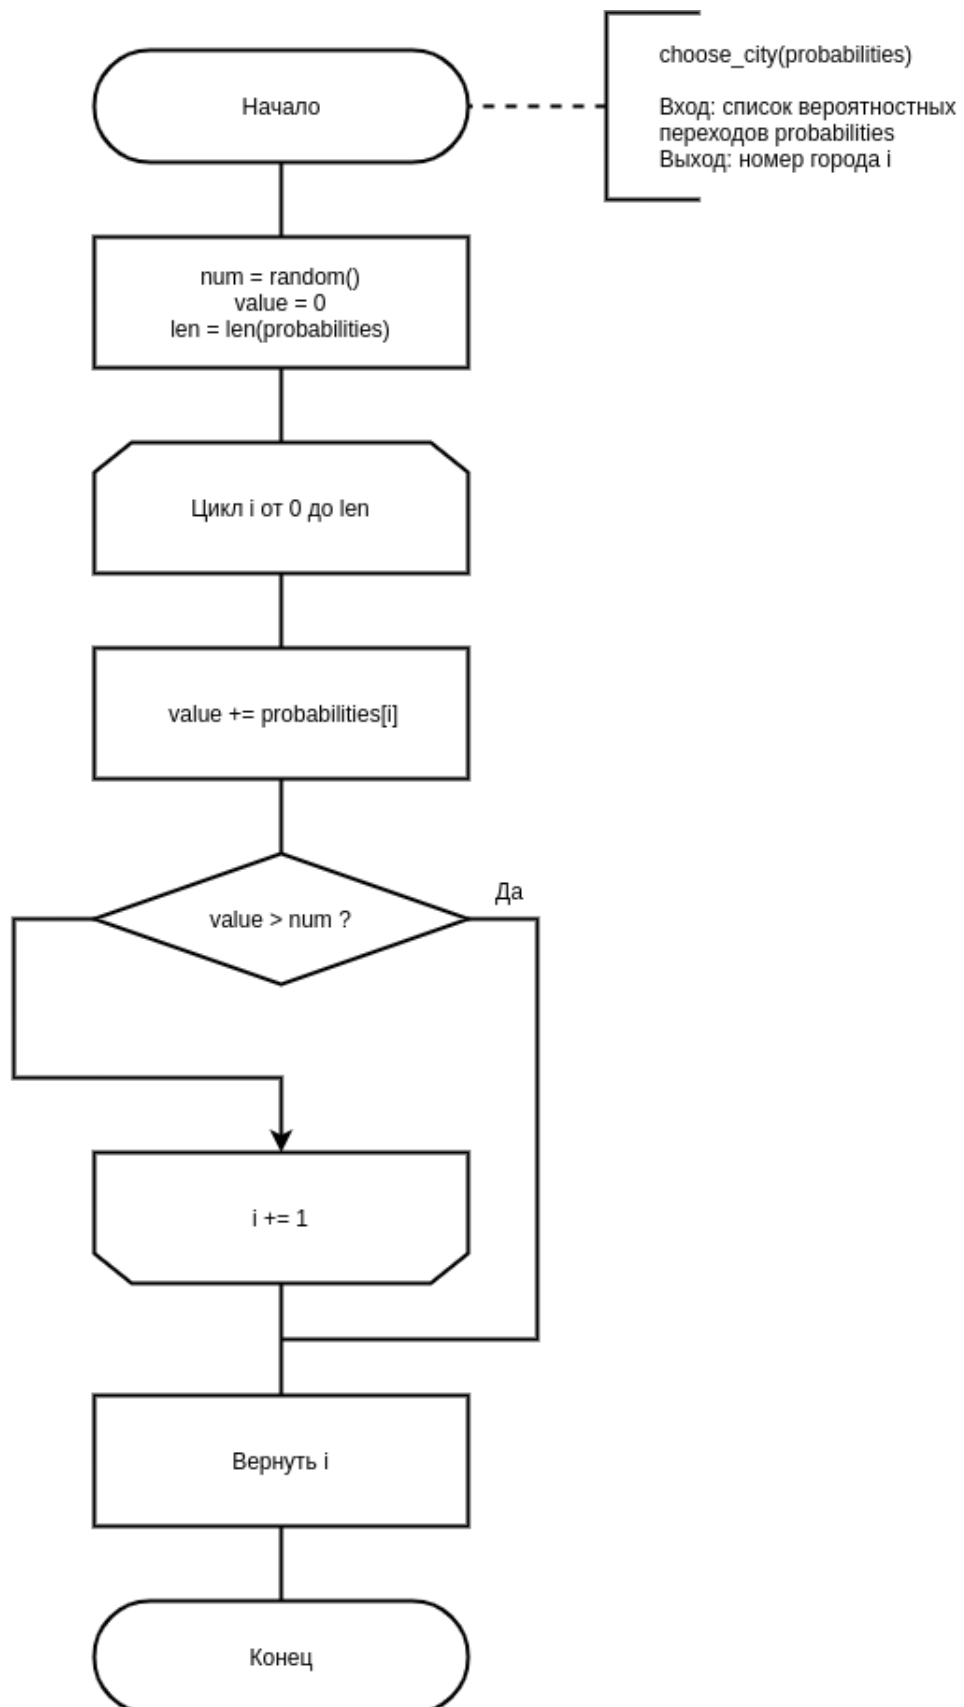 Начало
choose_city(probabilities)
Вход: список вероятностных
переходов probabilities
Выход: номер города i
num = random()
value = 0
len = len(probabilities)
Цикл i от 0 до len
value += probabilities[i]
value > num ?
Да
i += 1
Вернуть i
Конец